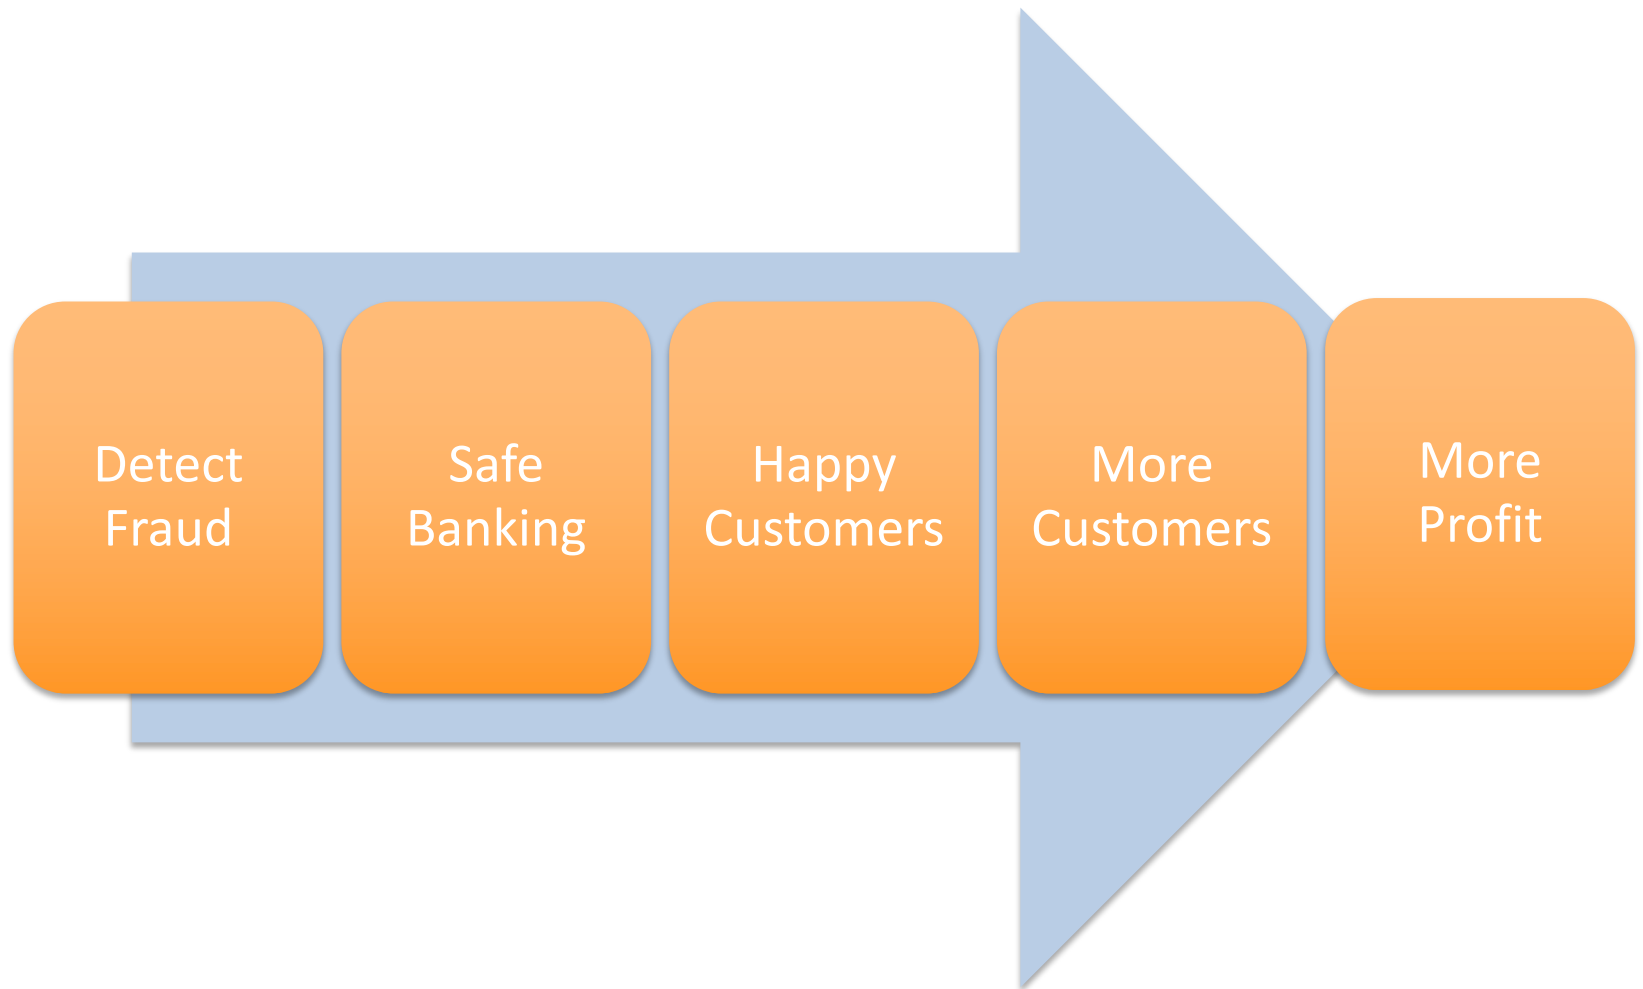 Detect
Fraud
Safe
Banking
Happy
Customers
More
Customers
More
Profit